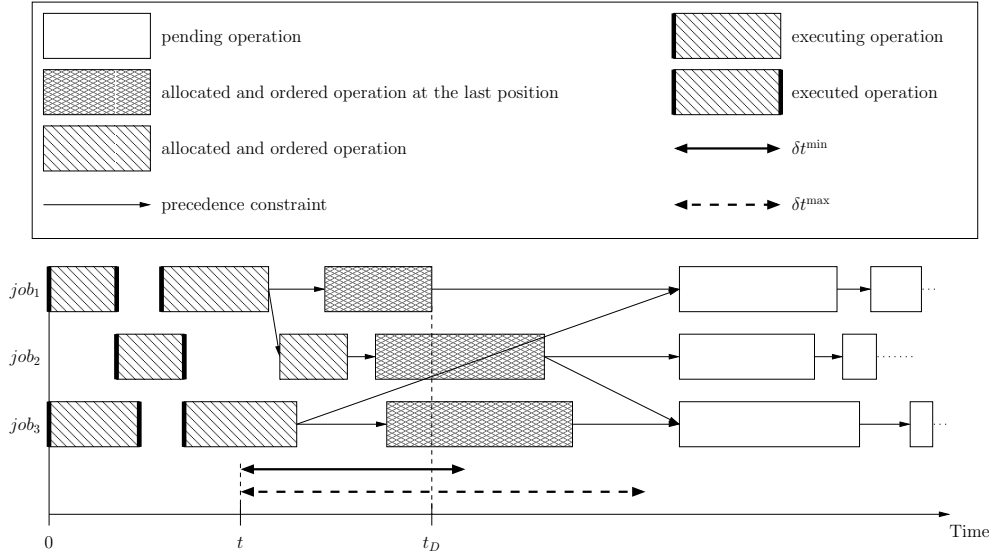 pending operation
executing operation
allocated and ordered operation at the last position
executed operation
allocated and ordered operation
δt^min
precedence constraint
δt^max
job₁
job₂
job₃
0
t
t_D
Time